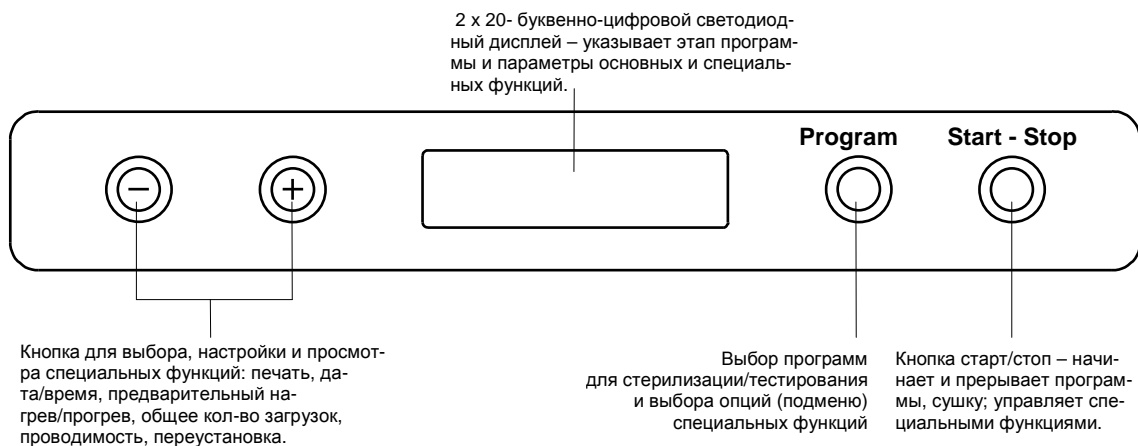 2 x 20- буквенно-цифровой светодиод-
ный дисплей – указывает этап програм-
мы и параметры основных и специаль-
ных функций.
Program
Start - Stop
Кнопка для выбора, настройки и просмот-
ра специальных функций: печать, да-
та/время, предварительный на-
грев/прогрев, общее кол-во загрузок,
проводимость, переустановка.
Выбор программ
для стерилизации/тестирования
и выбора опций (подменю)
специальных функций
Кнопка старт/стоп – начи-
нает и прерывает програм-
мы, сушку; управляет спе-
циальными функциями.